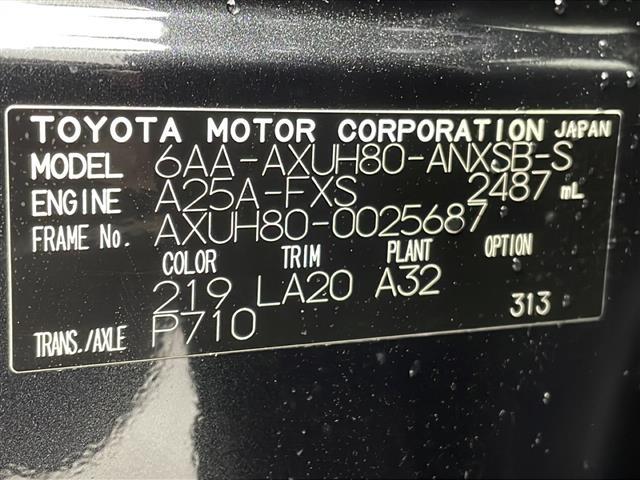 TOYOTA MOTOR CORPORATION JAPAN
MODEL 6AA-AXUH80-ANXSB-S
ENGINE A25A-FXS 2487 mL
FRAME No. AXUH80-0025687
COLOR TRIM PLANT OPTION
219 LA20 A32
TRANS./AXLE P710 313